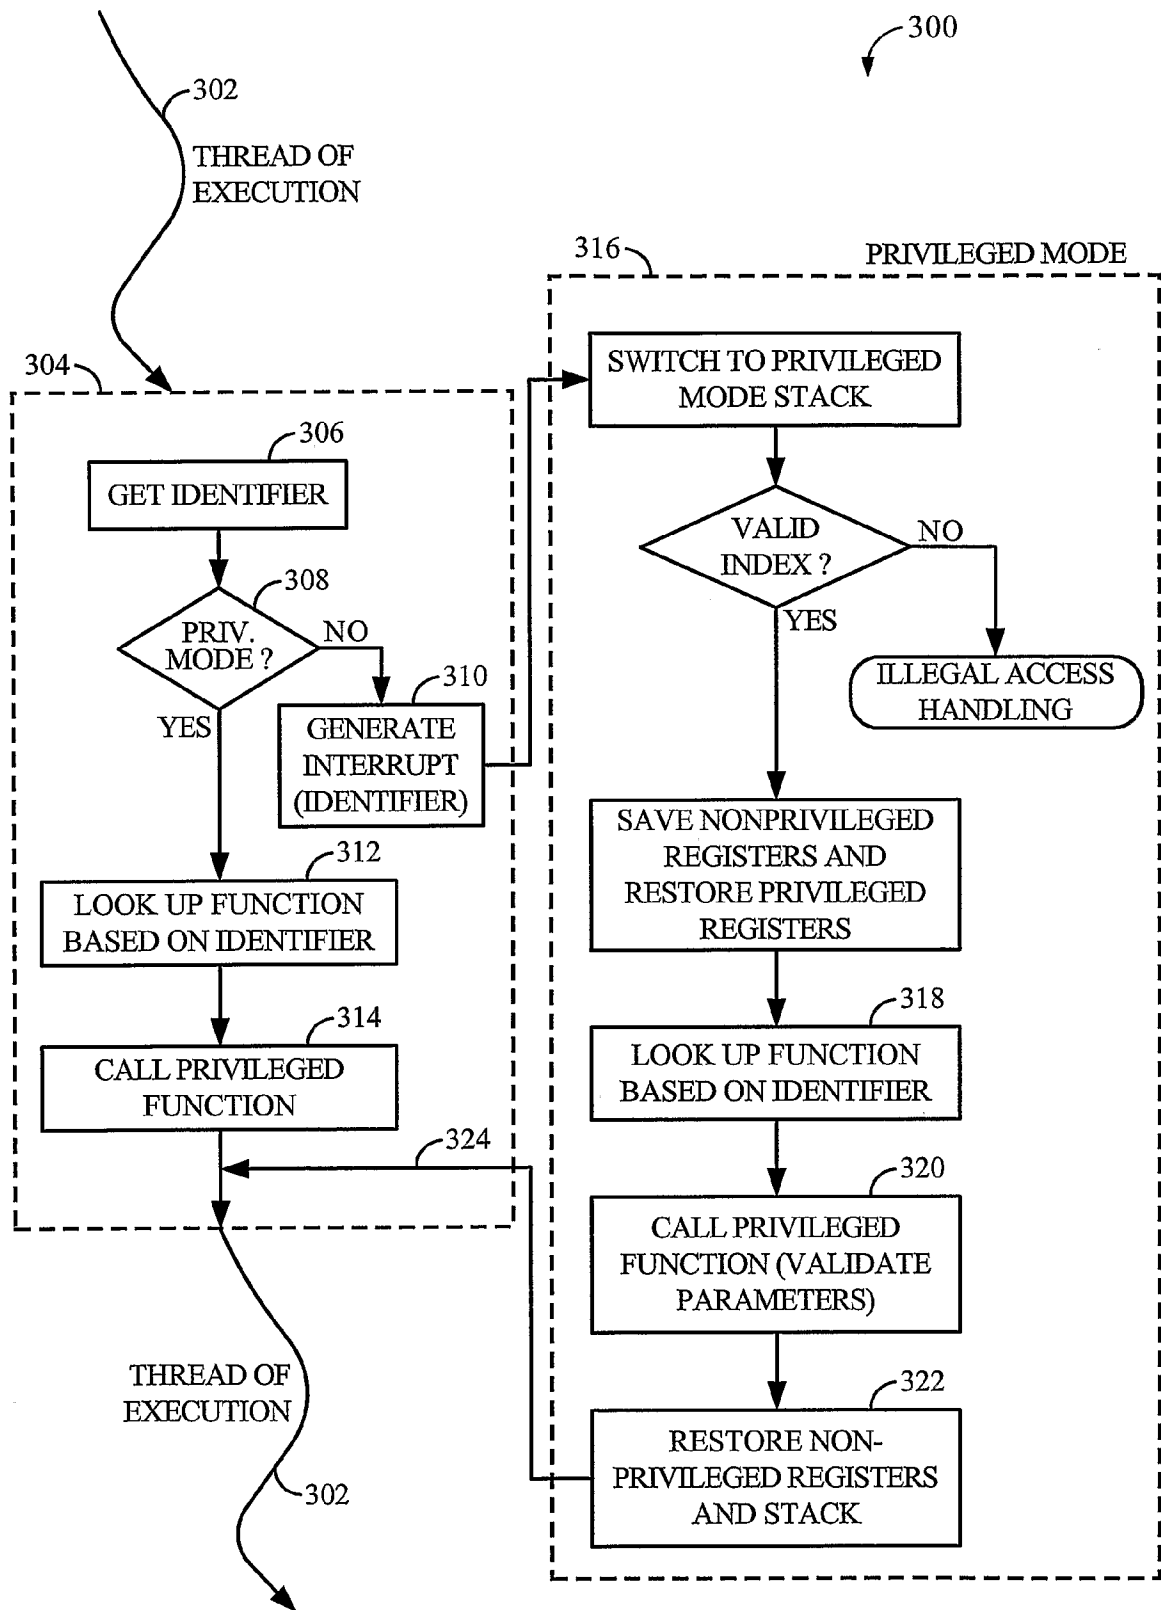 300
302
THREAD OF
EXECUTION
316
PRIVILEGED MODE
304
SWITCH TO PRIVILEGED
MODE STACK
306
GET IDENTIFIER
VALID
INDEX ?
NO
YES
308
PRIV.
MODE ?
NO
YES
ILLEGAL ACCESS
HANDLING
310
GENERATE
INTERRUPT
(IDENTIFIER)
SAVE NONPRIVILEGED
REGISTERS AND
RESTORE PRIVILEGED
REGISTERS
312
LOOK UP FUNCTION
BASED ON IDENTIFIER
318
LOOK UP FUNCTION
BASED ON IDENTIFIER
314
CALL PRIVILEGED
FUNCTION
324
320
CALL PRIVILEGED
FUNCTION (VALIDATE
PARAMETERS)
THREAD OF
EXECUTION
322
RESTORE NON-
PRIVILEGED REGISTERS
AND STACK
302